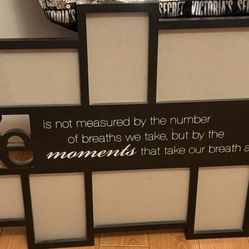 SECRET VICTORIA'S SE
e
is not measured by the number
of breaths we take, but by the
moments that take our breath a